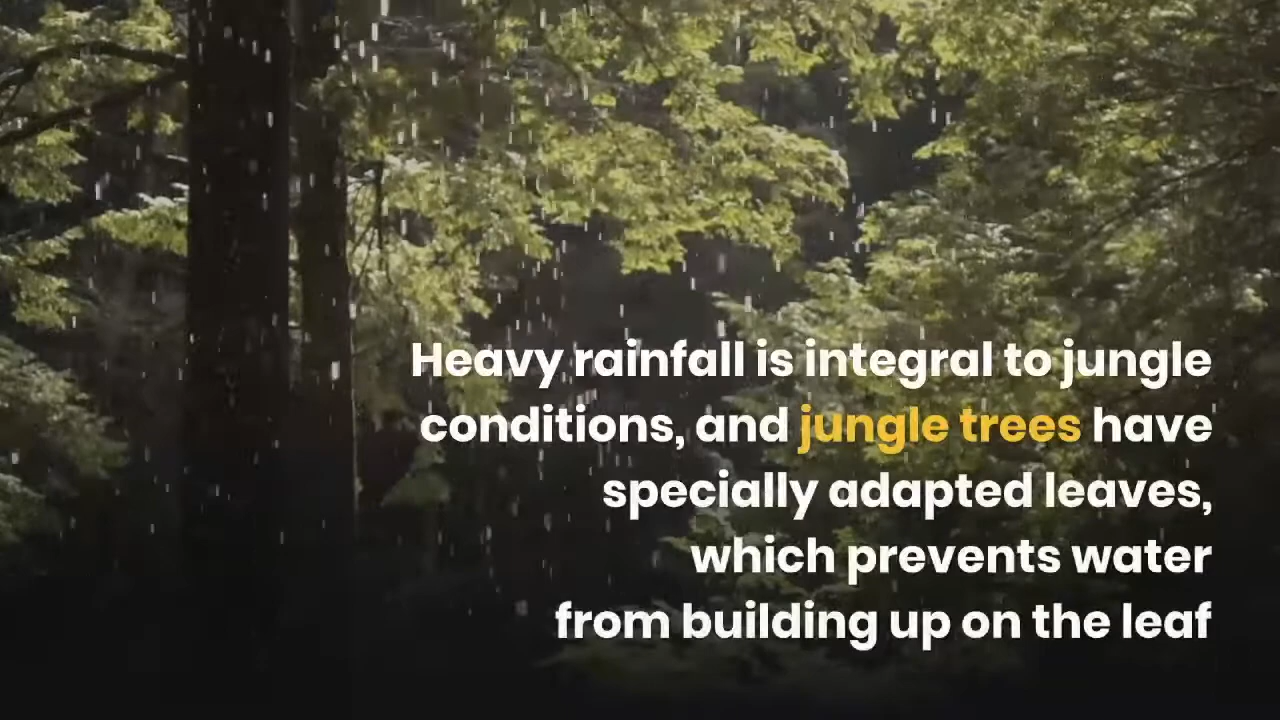 Heavy rainfall is integral to jungle
conditions, and jungle trees have
specially adapted leaves,
which prevents water
from building up on the leaf